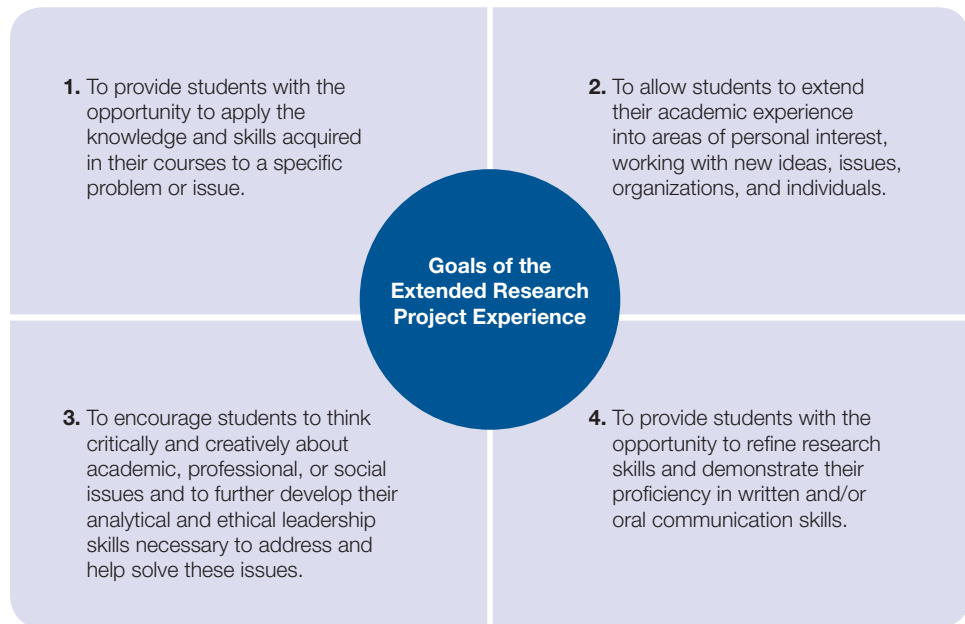 1. To provide students with the
opportunity to apply the
knowledge and skills acquired
in their courses to a specific
problem or issue.
2. To allow students to extend
their academic experience
into areas of personal interest,
working with new ideas, issues,
organizations, and individuals.
Goals of the
Extended Research
Project Experience
3. To encourage students to think
critically and creatively about
academic, professional, or social
issues and to further develop their
analytical and ethical leadership
skills necessary to address and
help solve these issues.
4. To provide students with the
opportunity to refine research
skills and demonstrate their
proficiency in written and/or
oral communication skills.